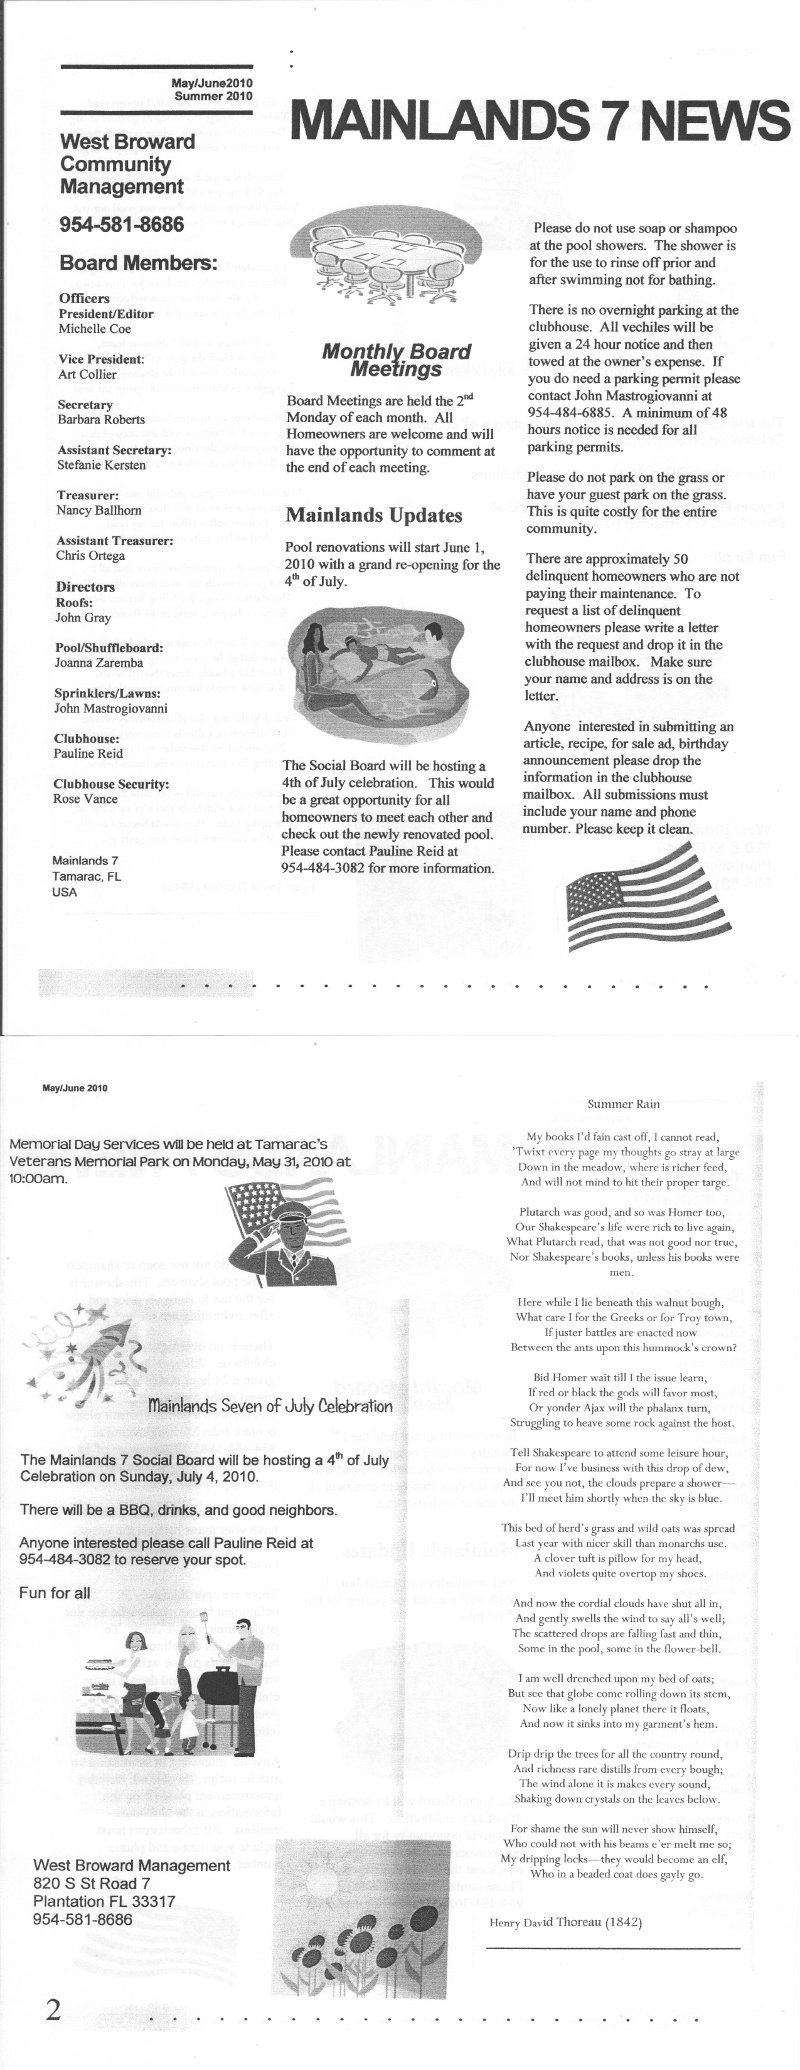 May/June2010
Summer 2010
MAINLANDS 7 NEWS
West Broward
Community
Management
954-581-8686
Board Members:
Officers
President/Editor
Michelle Coe
Vice President:
Art Collier
Secretary
Barbara Roberts
Assistant Secretary:
Stefanie Kersten
Treasurer:
Nancy Ballhorn
Assistant Treasurer:
Chris Ortega
Directors
Roofs:
John Gray
Pool/Shuffleboard:
Joanna Zaremba
Sprinklers/Lawns:
John Mastrogiovanni
Clubhouse:
Pauline Reid
Clubhouse Security:
Rose Vance
Mainlands 7
Tamarac, FL
USA
Monthly Board
Meetings
Board Meetings are held the 2nd
Monday of each month. All
Homeowners are welcome and will
have the opportunity to comment at
the end of each meeting.
Mainlands Updates
Pool renovations will start June 1,
2010 with a grand re-opening for the
4th of July.
The Social Board will be hosting a
4th of July celebration. This would
be a great opportunity for all
homeowners to meet each other and
check out the newly renovated pool.
Please contact Pauline Reid at
954-484-3082 for more information.
Please do not use soap or shampoo
at the pool showers. The shower is
for the use to rinse off prior and
after swimming not for bathing.
There is no overnight parking at the
clubhouse. All vechiles will be
given a 24 hour notice and then
towed at the owner's expense. If
you do need a parking permit please
contact John Mastrogiovanni at
954-484-6885. A minimum of 48
hours notice is needed for all
parking permits.
Please do not park on the grass or
have your guest park on the grass.
This is quite costly for the entire
community.
There are approximately 50
delinquent homeowners who are not
paying their maintenance. To
request a list of delinquent
homeowners please write a letter
with the request and drop it in the
clubhouse mailbox. Make sure
your name and address is on the
letter.
Anyone interested in submitting an
article, recipe, for sale ad, birthday
announcement please drop the
information in the clubhouse
mailbox. All submissions must
include your name and phone
number. Please keep it clean.
May/June 2010
Memorial Day Services will be held at Tamarac's
Veterans Memorial Park on Monday, May 31, 2010 at
10:00am.
Mainlands Seven of July Celebration
The Mainlands 7 Social Board will be hosting a 4th of July
Celebration on Sunday, July 4, 2010.
There will be a BBQ, drinks, and good neighbors.
Anyone interested please call Pauline Reid at
954-484-3082 to reserve your spot.
Fun for all
West Broward Management
820 S St Road 7
Plantation FL 33317
954-581-8686
2
Summer Rain
My books I'd fain cast off, I cannot read,
'Twixt every page my thoughts go stray at large
Down in the meadow, where is richer feed,
And will not mind to hit their proper targe.
Plutarch was good, and so was Homer too,
Our Shakespeare's life were rich to live again,
What Plutarch read, that was not good nor true,
Nor Shakespeare's books, unless his books were
men.
Here while I lie beneath this walnut bough,
What care I for the Greeks or for Troy town,
If juster battles are enacted now
Between the ants upon this hummock's crown?
Bid Homer wait till I the issue learn,
If red or black the gods will favor most,
Or yonder Ajax will the phalanx turn,
Struggling to heave some rock against the host.
Tell Shakespeare to attend some leisure hour,
For now I've business with this drop of dew,
And see you not, the clouds prepare a shower—
I'll meet him shortly when the sky is blue.
This bed of herd's grass and wild oats was spread
Last year with nicer skill than monarchs use.
A clover tuft is pillow for my head,
And violets quite overtop my shoes.
And now the cordial clouds have shut all in,
And gently swells the wind to say all's well;
The scattered drops are falling fast and thin,
Some in the pool, some in the flower-bell.
I am well drenched upon my bed of oats;
But see that globe come rolling down its stem,
Now like a lonely planet there it floats,
And now it sinks into my garment's hem.
Drip drip the trees for all the country round,
And richness rare distills from every bough;
The wind alone it is makes every sound,
Shaking down crystals on the leaves below.
For shame the sun will never show himself,
Who could not with his beams e'er melt me so;
My dripping locks—they would become an elf,
Who in a beaded coat does gayly go.
Henry David Thoreau (1842)